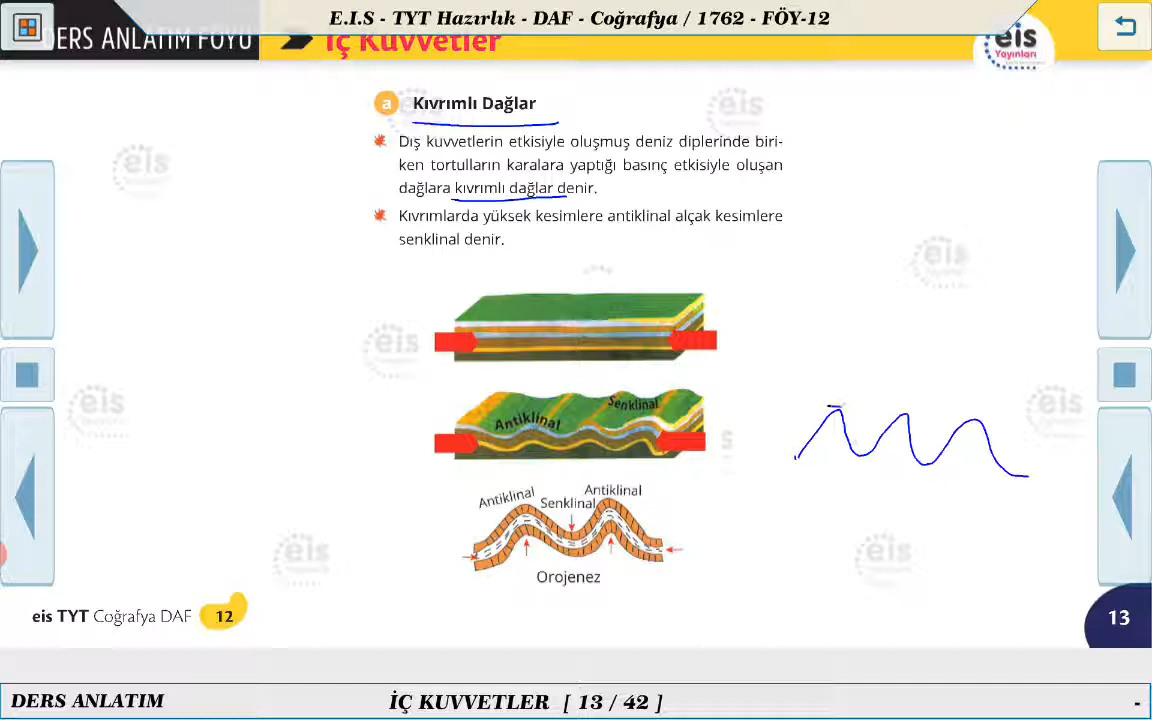 E.I.S - TYT Hazırlık - DAF - Coğrafya / 1762 - FÖY-12
DERS ANLATIM FÖYÜ
İç Kuvvetler
eis
Yayınları
a Kıvrımlı Dağlar
Dış kuvvetlerin etkisiyle oluşmuş deniz diplerinde biri-
ken tortulların karalara yaptığı basınç etkisiyle oluşan
dağlara kıvrımlı dağlar denir.
Kıvrımlarda yüksek kesimlere antiklinal alçak kesimlere
senklinal denir.
Antiklinal
Senklinal
Antiklinal
Senklinal
Antiklinal
Orojenez
eis TYT Coğrafya DAF 12
13
DERS ANLATIM
İÇ KUVVETLER [ 13 / 42 ]
-